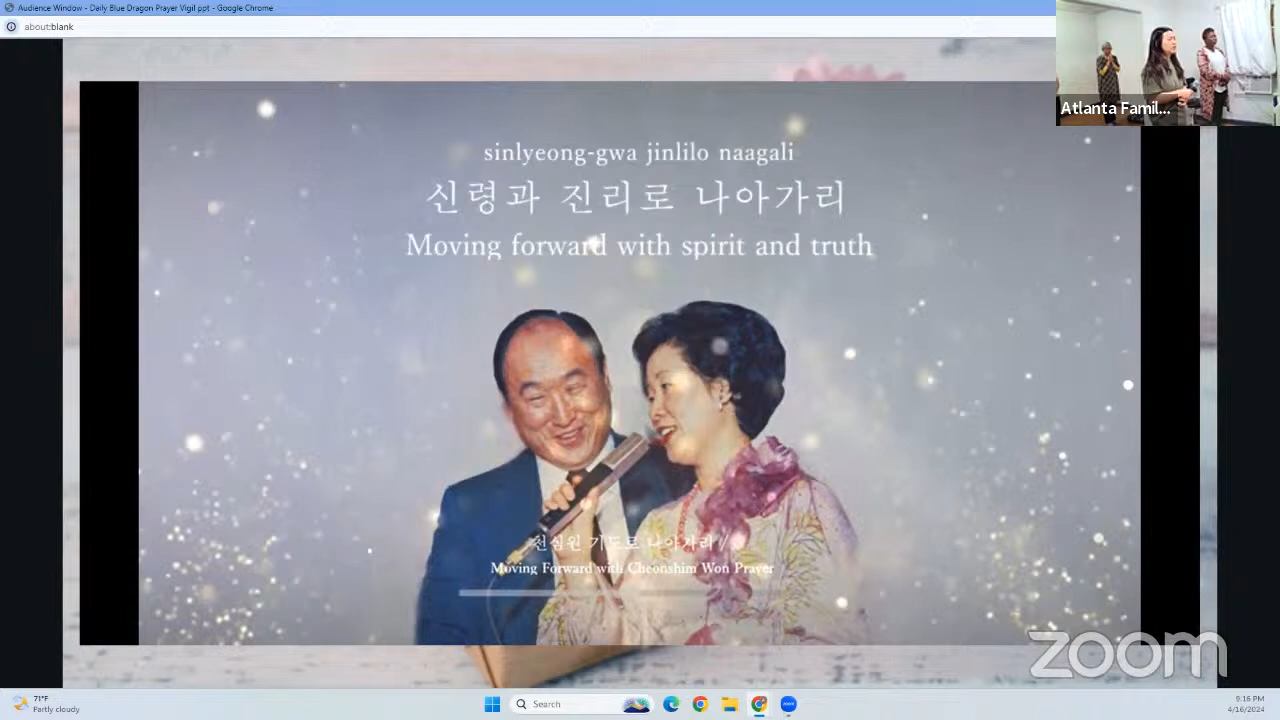 Audience Window - Daily Blue Dragon Prayer Vigil ppt - Google Chrome
about:blank
Atlanta Famil...
sinlyeong-gwa jinlilo naagali
신령과 진리로 나아가리
Moving forward with spirit and truth
천심원 기도로 나아가리
Moving Forward with Cheonshim Won Prayer
zoom
71°F
Partly cloudy
Search
zoom
9:16 PM
4/16/2024